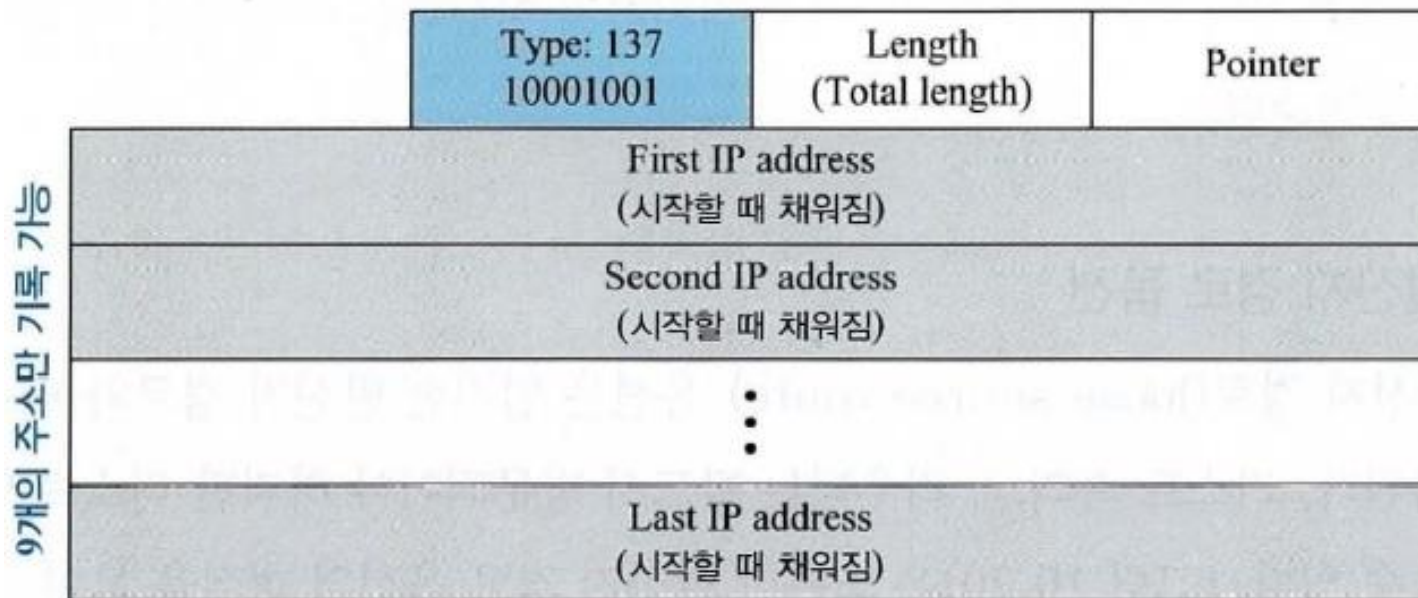 Type: 137
10001001
Length
(Total length)
Pointer
9개의 주소만 기록 가능
First IP address
(시작할 때 채워짐)
Second IP address
(시작할 때 채워짐)
Last IP address
(시작할 때 채워짐)